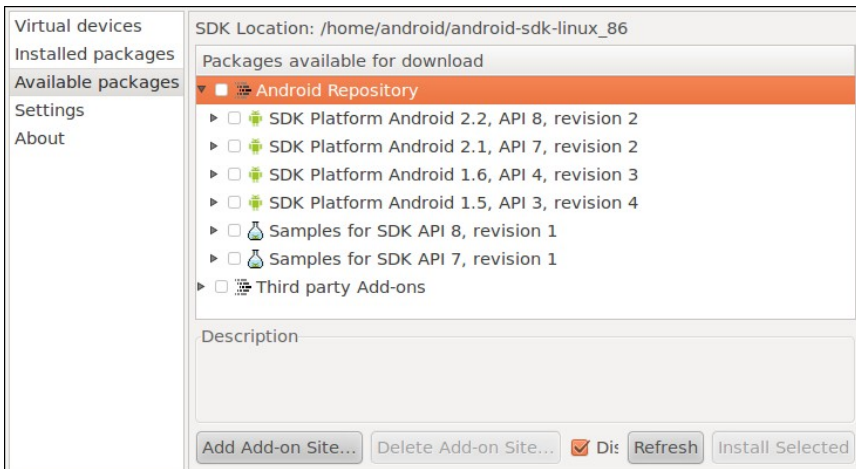 Virtual devices
Installed packages
Available packages
Settings
About
SDK Location: /home/android/android-sdk-linux_86
Packages available for download
Android Repository
SDK Platform Android 2.2, API 8, revision 2
SDK Platform Android 2.1, API 7, revision 2
SDK Platform Android 1.6, API 4, revision 3
SDK Platform Android 1.5, API 3, revision 4
Samples for SDK API 8, revision 1
Samples for SDK API 7, revision 1
Third party Add-ons
Description
Add Add-on Site... Delete Add-on Site... Dis Refresh Install Selected